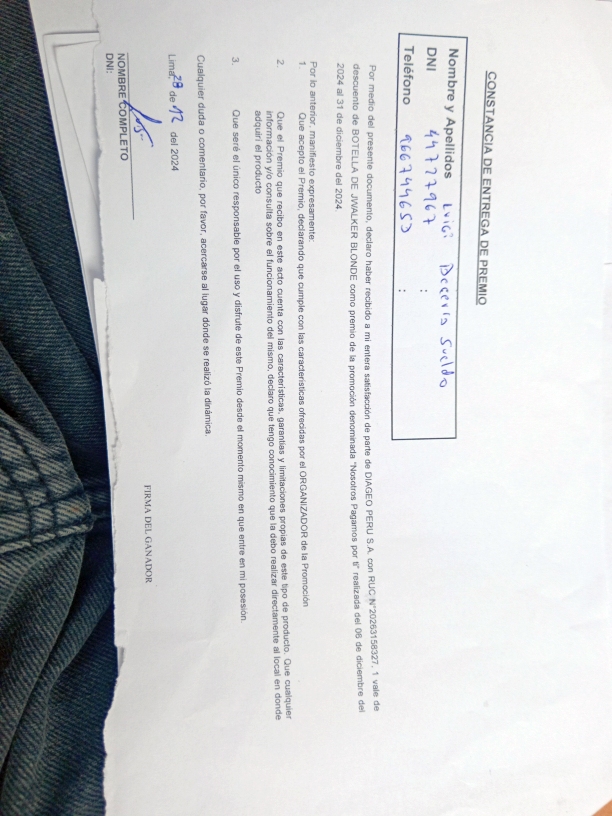 CONSTANCIA DE ENTREGA DE PREMIO
Nombre y Apellidos Luigi Becerra Sueldo
DNI 44727967 :
Teléfono 966744653 :
Por medio del presente documento, declaro haber recibido a mi entera satisfacción de parte de DIAGEO PERU S.A. con RUC N°20263158327, 1 vale de
descuento de BOTELLA DE JWALKER BLONDE como premio de la promoción denominada "Nosotros Pagamos por ti" realizada del 06 de diciembre del
2024 al 31 de diciembre del 2024.
Por lo anterior, manifiesto expresamente:
1. Que acepto el Premio, declarando que cumple con las características ofrecidas por el ORGANIZADOR de la Promoción
2. Que el Premio que recibo en este acto cuenta con las características, garantías y limitaciones propias de este tipo de producto. Que cualquier
información y/o consulta sobre el funcionamiento del mismo, declaro que tengo conocimiento que la debo realizar directamente al local en donde
adquirí el producto
3. Que seré el único responsable por el uso y disfrute de este Premio desde el momento mismo en que entre en mi posesión.
Cualquier duda o comentario, por favor, acercarse al lugar dónde se realizó la dinámica.
Lima, 28 de 12 del 2024
FIRMA DEL GANADOR
NOMBRE COMPLETO
DNI: